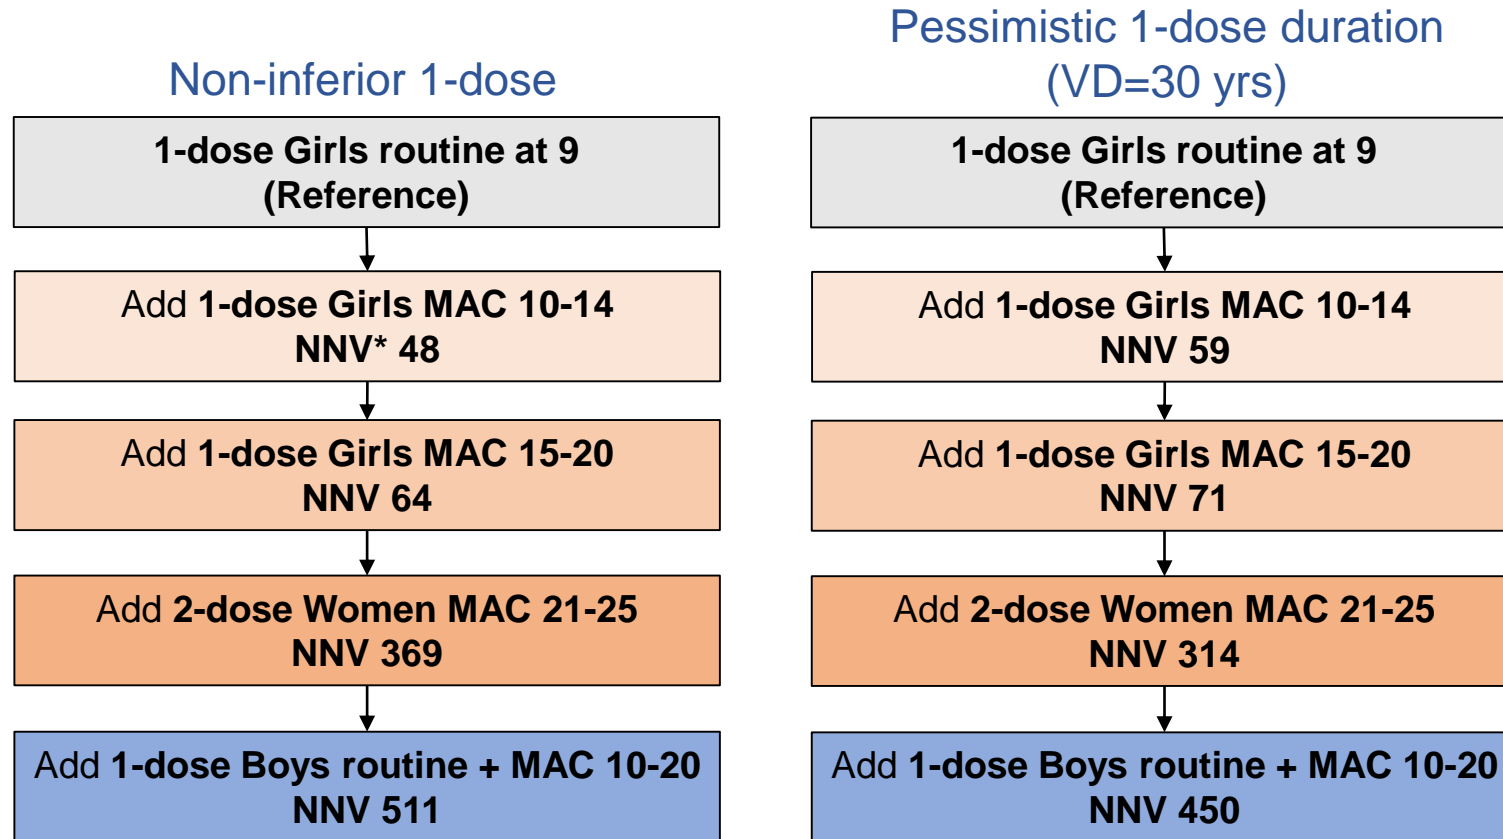 Non-inferior 1-dose
1-dose Girls routine at 9
(Reference)
Add 1-dose Girls MAC 10-14
NNV* 48
Add 1-dose Girls MAC 15-20
NNV 64
Add 2-dose Women MAC 21-25
NNV 369
Add 1-dose Boys routine + MAC 10-20
NNV 511
Pessimistic 1-dose duration
(VD=30 yrs)
1-dose Girls routine at 9
(Reference)
Add 1-dose Girls MAC 10-14
NNV 59
Add 1-dose Girls MAC 15-20
NNV 71
Add 2-dose Women MAC 21-25
NNV 314
Add 1-dose Boys routine + MAC 10-20
NNV 450